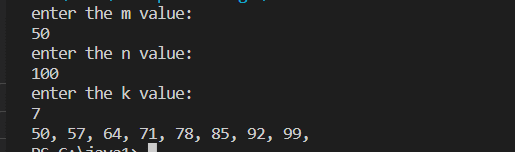 enter the m value:
50
enter the n value:
100
enter the k value:
7
50, 57, 64, 71, 78, 85, 92, 99,